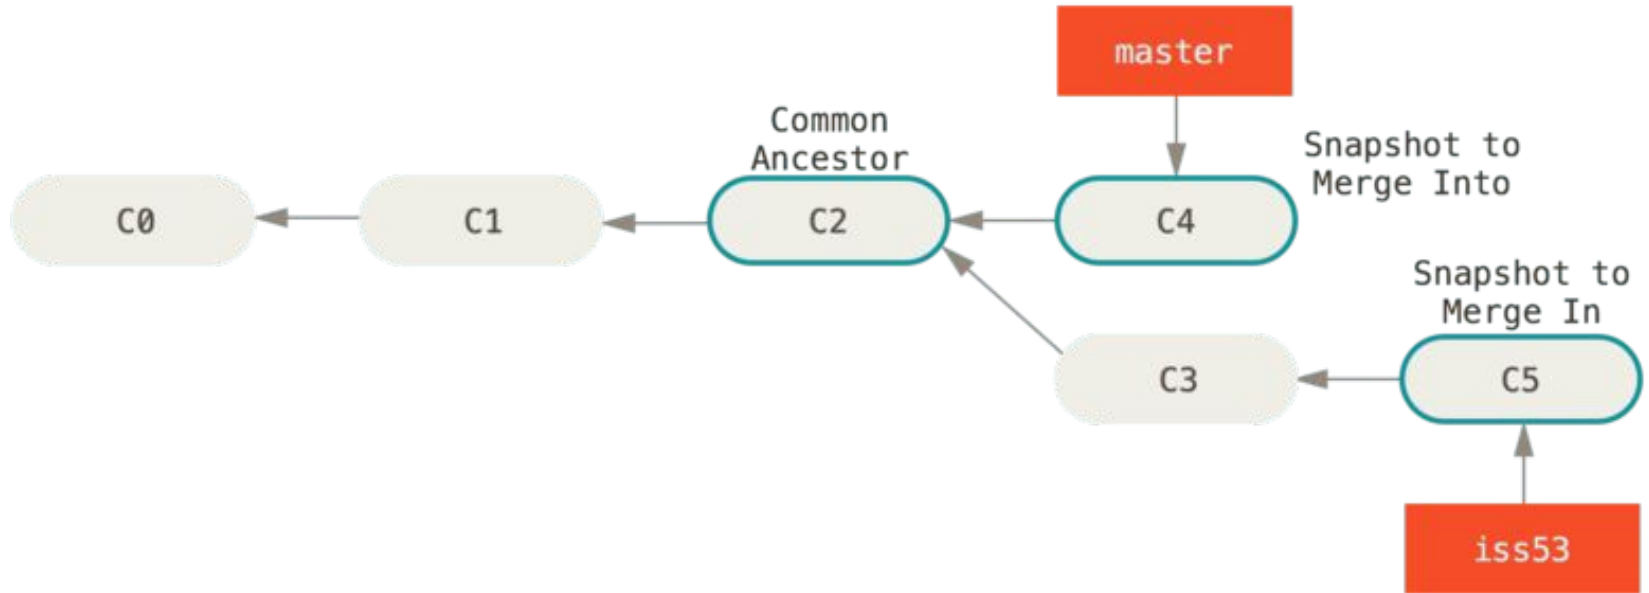 master
Common
Ancestor
Snapshot to
Merge Into
C0
C1
C2
C4
Snapshot to
Merge In
C3
C5
iss53